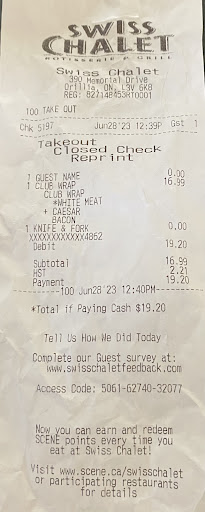 SWISS
CHALET
ROTISSERIE & GRILL
Swiss Chalet
390 Memorial Drive
Orillia, ON, L3V 6K8
REG: 827148453RT0001
100 TAKE OUT
Chk 5197 Jun28'23 12:39P Gst 1
Takeout
Closed Check
Reprint
1 GUEST NAME 0.00
1 CLUB WRAP 16.99
CLUB WRAP
*WHITE MEAT
+ CAESAR
BACON
1 KNIFE & FORK 0.00
XXXXXXXXXXXX4862
Debit 19.20
Subtotal 16.99
HST 2.21
Payment 19.20
------100 Jun28'23 12:40PM------
*Total if Paying Cash $19.20
Tell Us How We Did Today
Complete our Guest survey at:
www.swisschaletfeedback.com
Access Code: 5061-62740-32077
Now you can earn and redeem
SCENE points every time you
eat at Swiss Chalet!
Visit www.scene.ca/swisschalet
or participating restaurants
for details